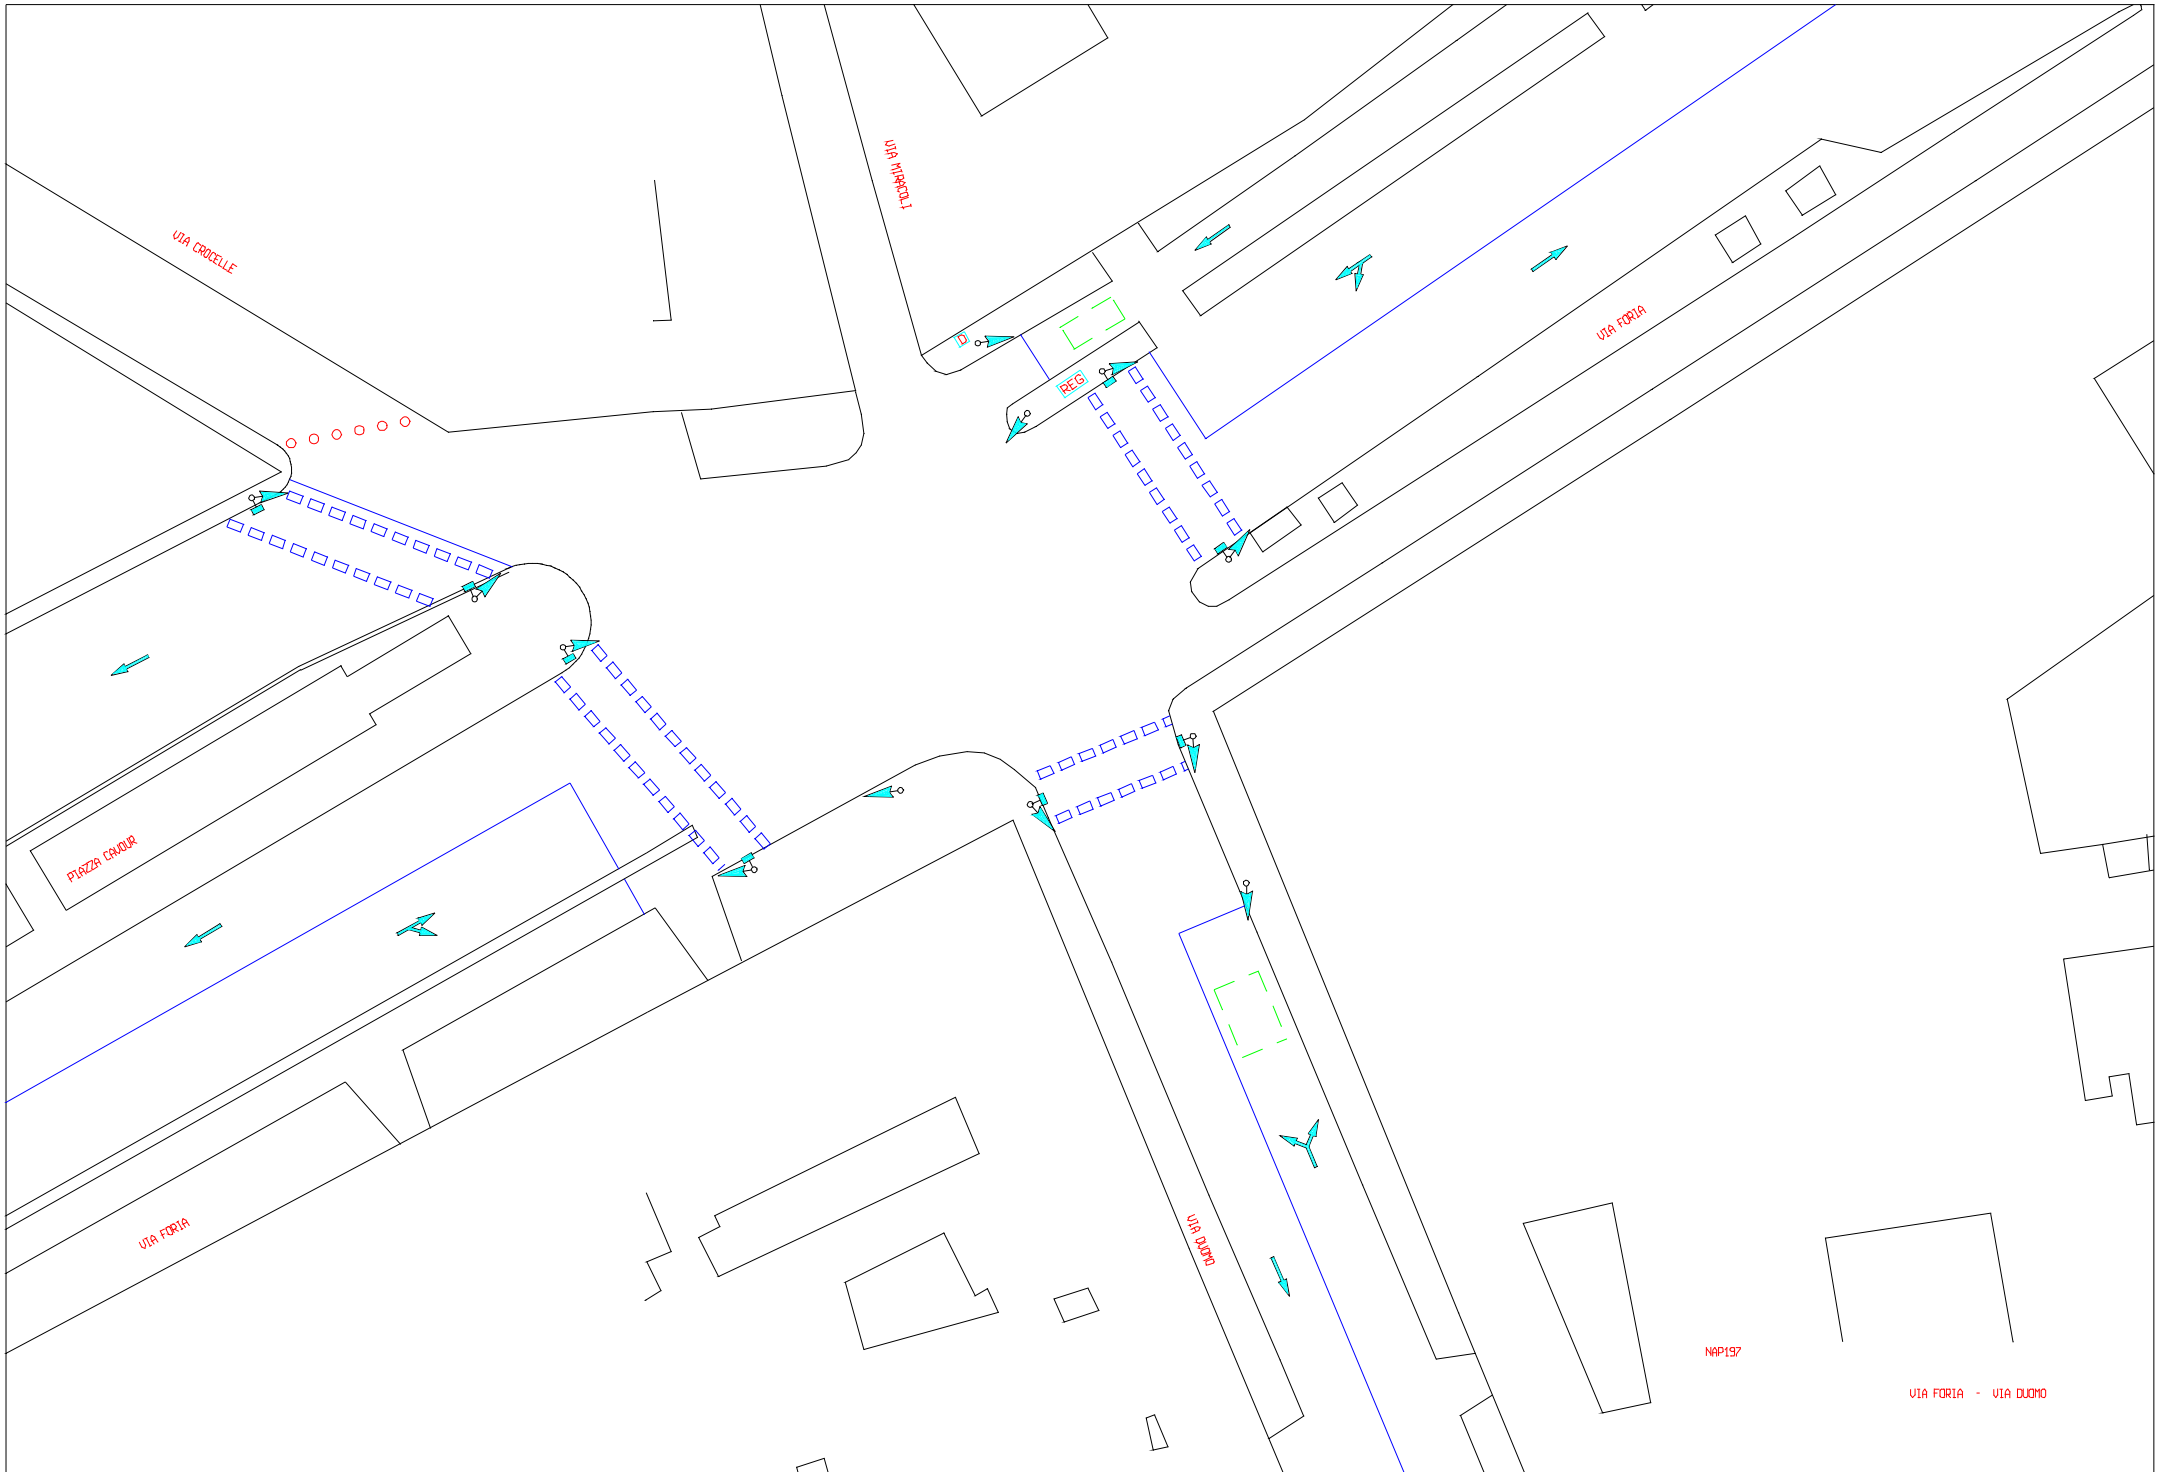 VIA MIRACOLI
VIA CROCELLE
VIA FORIA
D
REG
PIAZZA CAVOUR
VIA FORIA
VIA DUOMO
NAP197
VIA FORIA - VIA DUOMO